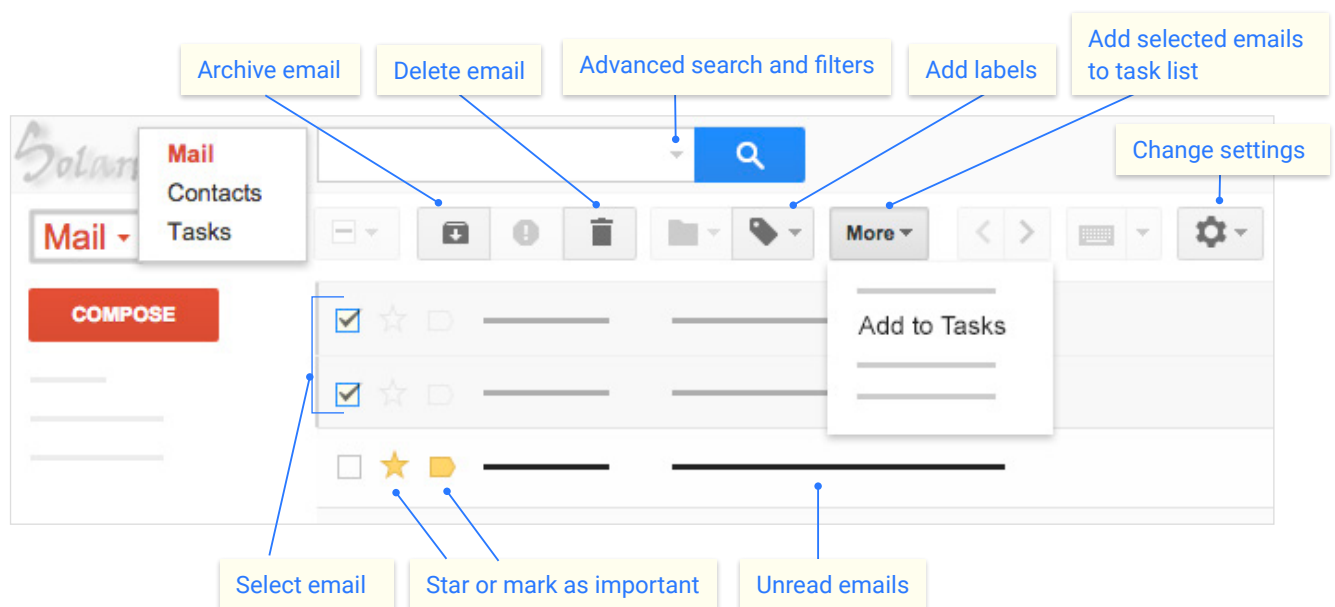 Add selected emails
to task list
Archive email
Delete email
Advanced search and filters
Add labels
Change settings
Mail
Contacts
Tasks
Mail
More
COMPOSE
Add to Tasks
Select email
Star or mark as important
Unread emails